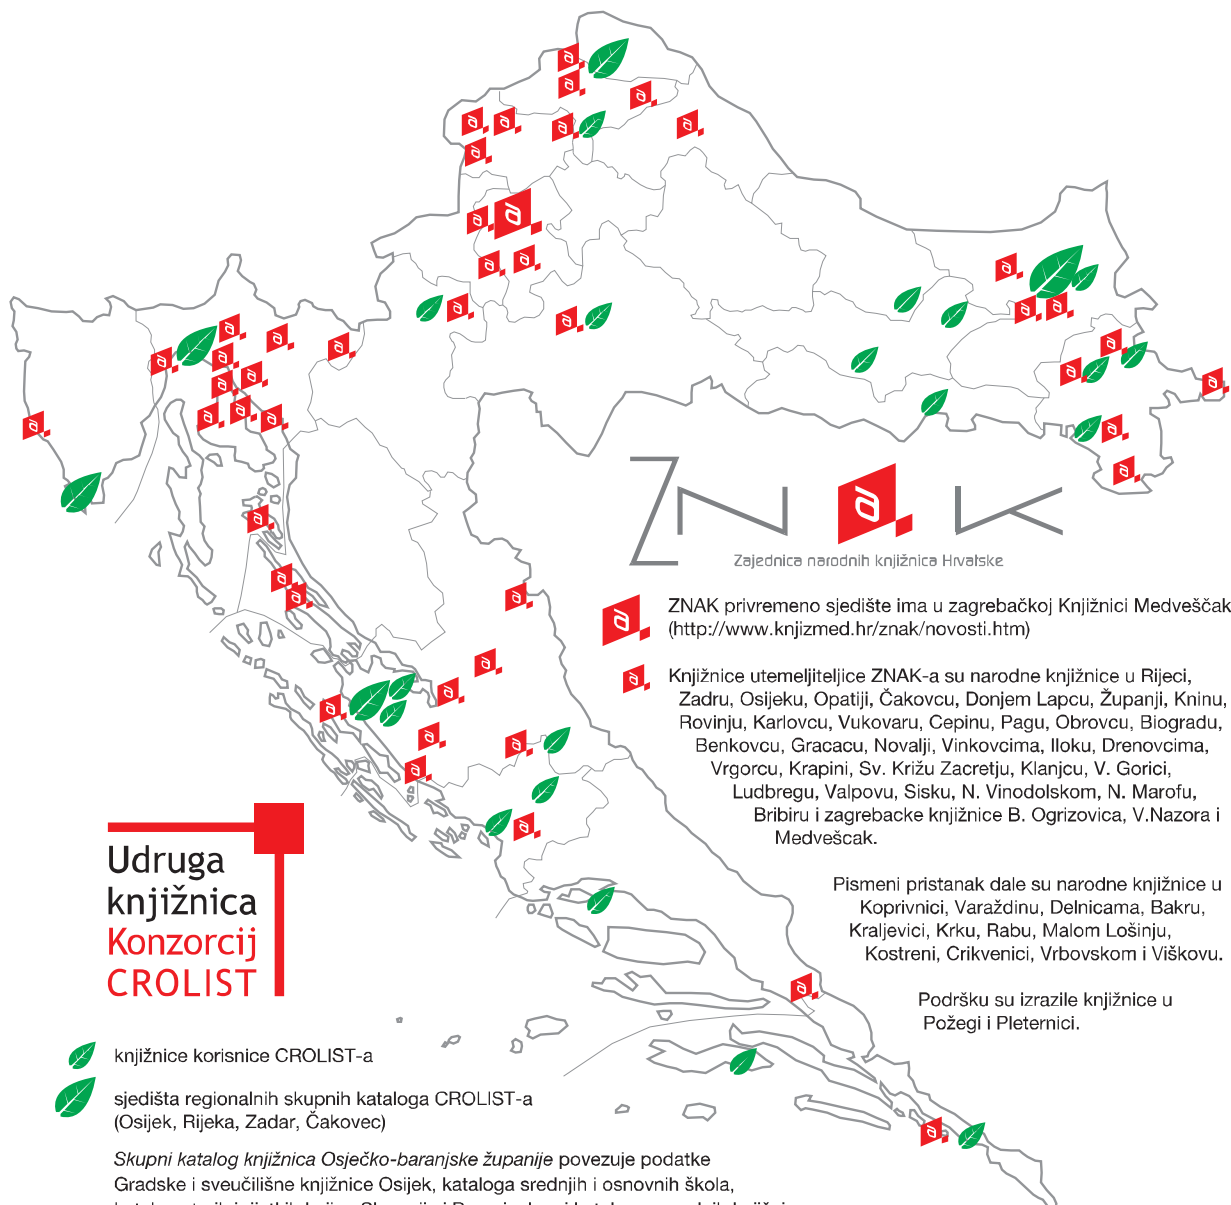 ZNAK
Zajednica narodnih knjižnica Hrvatske
ZNAK privremeno sjedište ima u zagrebačkoj Knjižnici Medveščak
(http://www.knjizmed.hr/znak/novosti.htm)
Knjižnice utemeljiteljice ZNAK-a su narodne knjižnice u Rijeci,
Zadru, Osijeku, Opatiji, Čakovcu, Donjem Lapcu, Županji, Kninu,
Rovinju, Karlovcu, Vukovaru, Cepinu, Pagu, Obrovcu, Biogradu,
Benkovcu, Gracacu, Novalji, Vinkovcima, Iloku, Drenovcima,
Vrgorcu, Krapini, Sv. Križu Zacretju, Klanjcu, V. Gorici,
Ludbregu, Valpovu, Sisku, N. Vinodolskom, N. Marofu,
Bribiru i zagrebacke knjižnice B. Ogrizovica, V.Nazora i
Medvešcak.
Pismeni pristanak dale su narodne knjižnice u
Koprivnici, Varaždinu, Delnicama, Bakru,
Kraljevici, Krku, Rabu, Malom Lošinju,
Kostreni, Crikvenici, Vrbovskom i Viškovu.
Podršku su izrazile knjižnice u
Požegi i Pleternici.
Udruga
knjižnica
Konzorcij
CROLIST
knjižnice korisnice CROLIST-a
sjedišta regionalnih skupnih kataloga CROLIST-a
(Osijek, Rijeka, Zadar, Čakovec)
Skupni katalog knjižnica Osječko-baranjske županije povezuje podatke
Gradske i sveučilišne knjižnice Osijek, kataloga srednjih i osnovnih škola,